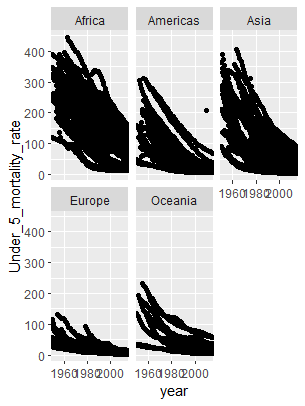 Africa Americas Asia
400
300
200
100
0
1960 1980 2000
Europe Oceania
400
300
200
100
0
1960 1980 2000 1960 1980 2000
year
Under_5_mortality_rate